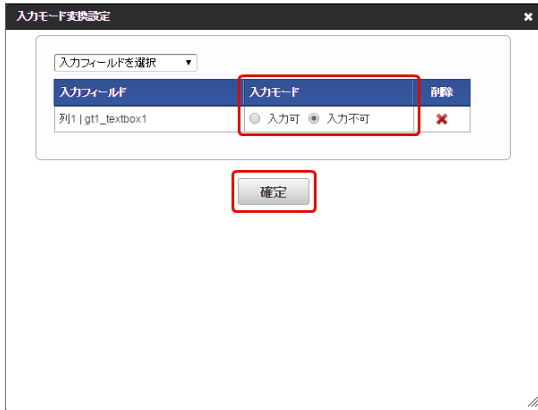 入力モード変換設定
入力フィールドを選択
入力フィールド 入力モード 削除
列1 | gt1_textbox1 入力可 入力不可
確定